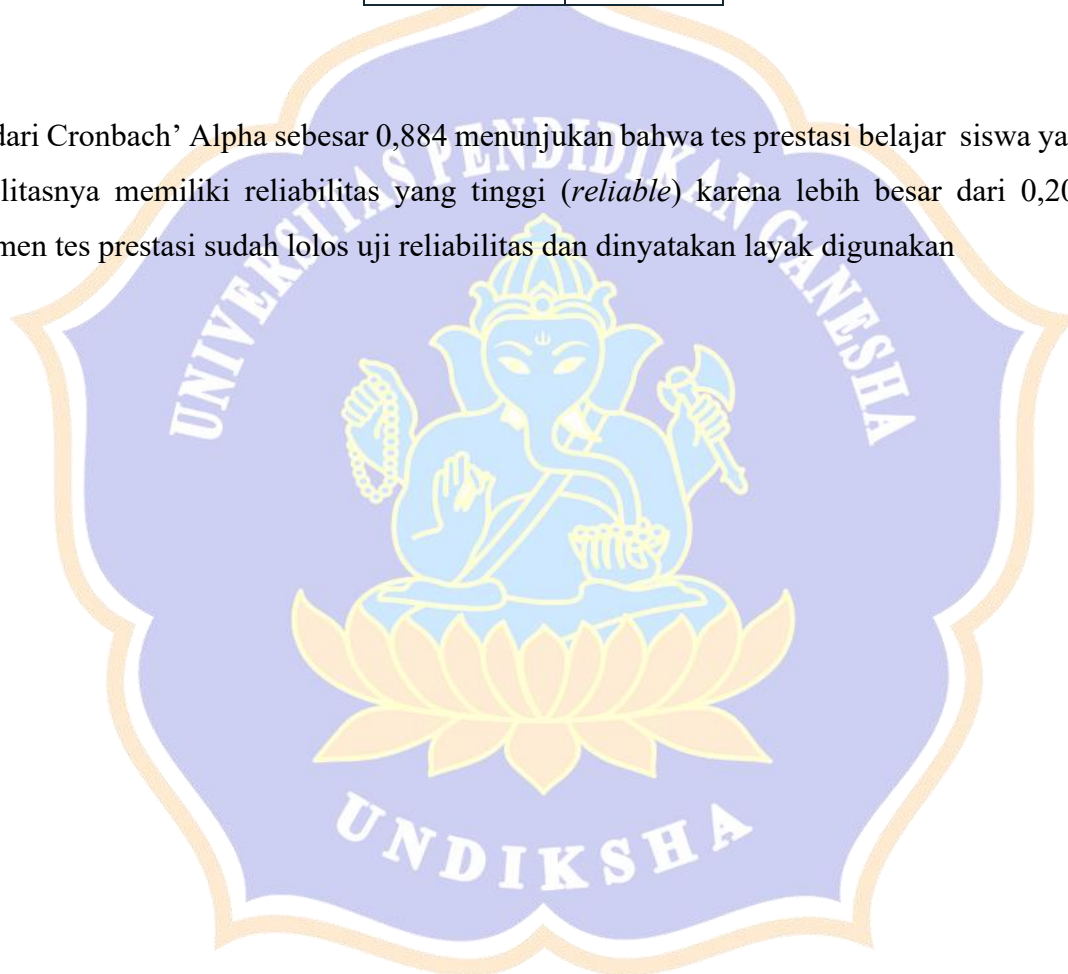 dari Cronbach’ Alpha sebesar 0,884 menunjukan bahwa tes prestasi belajar siswa ya
litasnya memiliki reliabilitas yang tinggi (reliable) karena lebih besar dari 0,20
men tes prestasi sudah lolos uji reliabilitas dan dinyatakan layak digunakan
UNIVERSITAS PENDIDIKAN GANESHA
UNDIKSHA